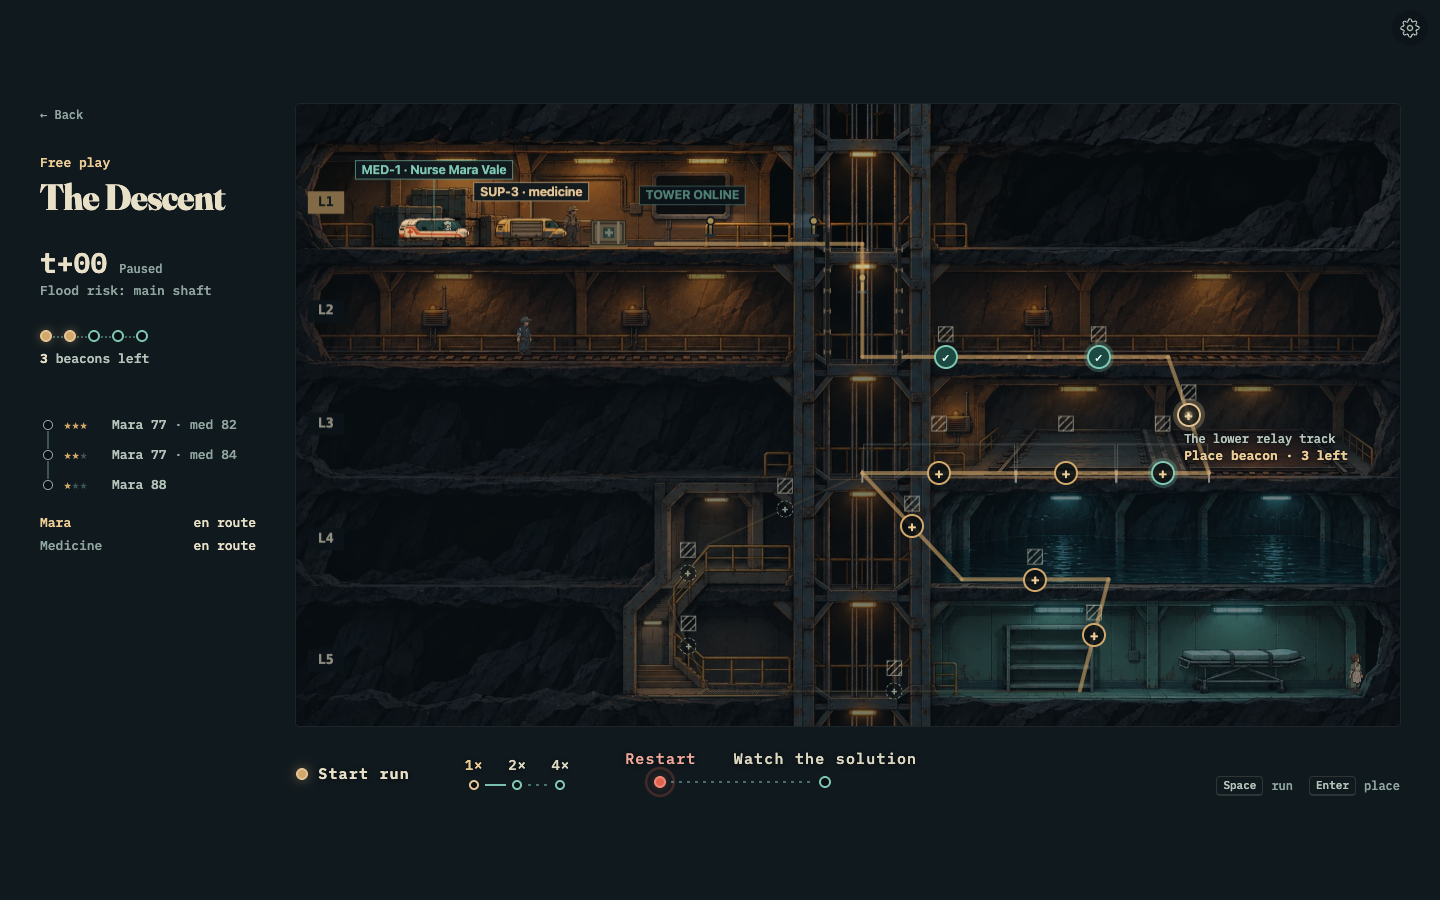 ← Back
Free play
The Descent
t+00 Paused
Flood risk: main shaft
3 beacons left
★★★ Mara 77 · med 82
★★★ Mara 77 · med 84
★★★ Mara 88
Mara en route
Medicine en route
MED-1 · Nurse Mara Vale
SUP-3 · medicine
TOWER ONLINE
L1
L2
L3
The lower relay track
Place beacon · 3 left
L4
L5
Start run
1× 2× 4×
Restart Watch the solution
Space run Enter place